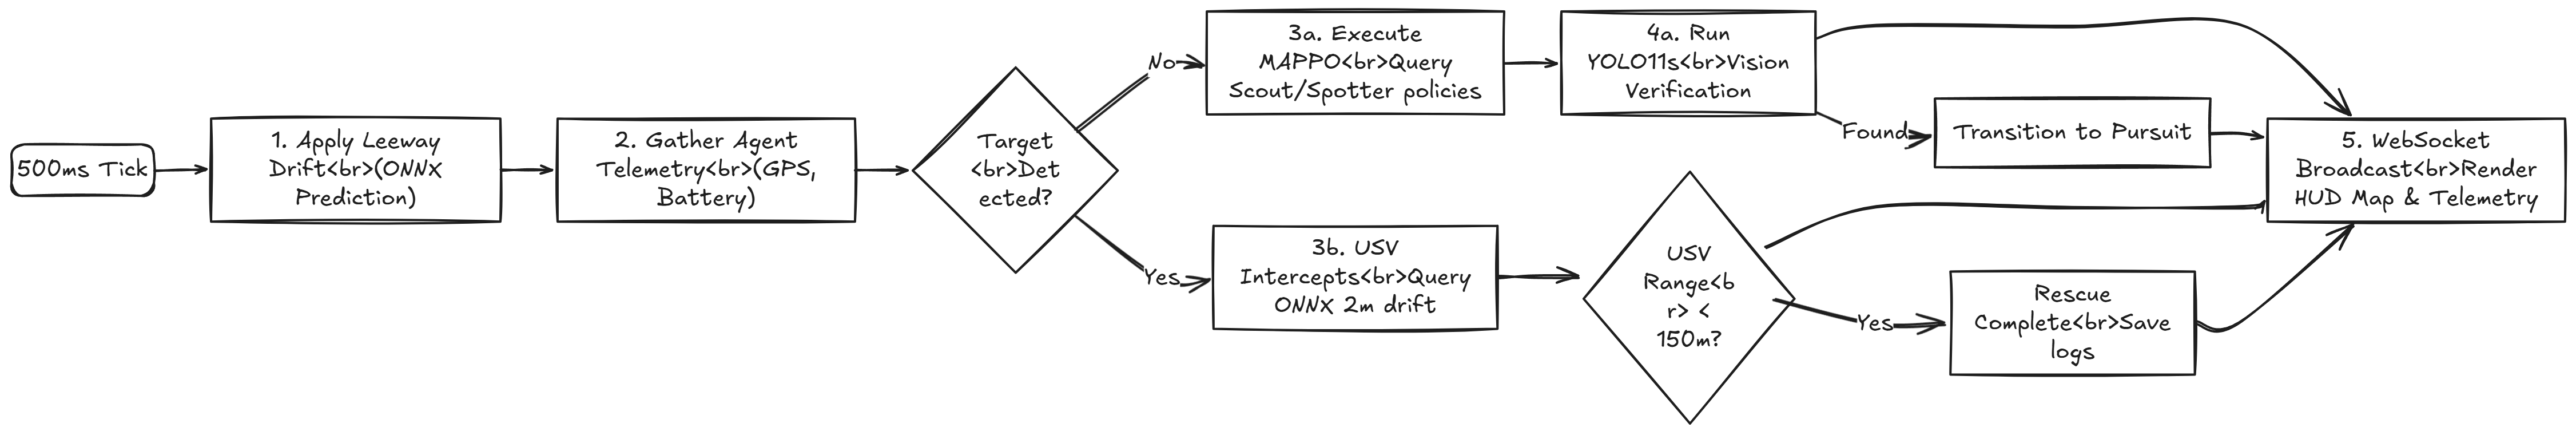 500ms Tick
1. Apply Leeway
Drift<br>(ONNX
Prediction)
2. Gather Agent
Telemetry<br>(GPS,
Battery)
Target
<br>Det
ected?
No
3a. Execute
MAPPO<br>Query
Scout/Spotter policies
4a. Run
YOLO11s<br>Vision
Verification
Found
Transition to Pursuit
Yes
3b. USV
Intercepts<br>Query
ONNX 2m drift
USV
Range<b
r> <
150m?
Yes
Rescue
Complete<br>Save
logs
5. WebSocket
Broadcast<br>Render
HUD Map & Telemetry